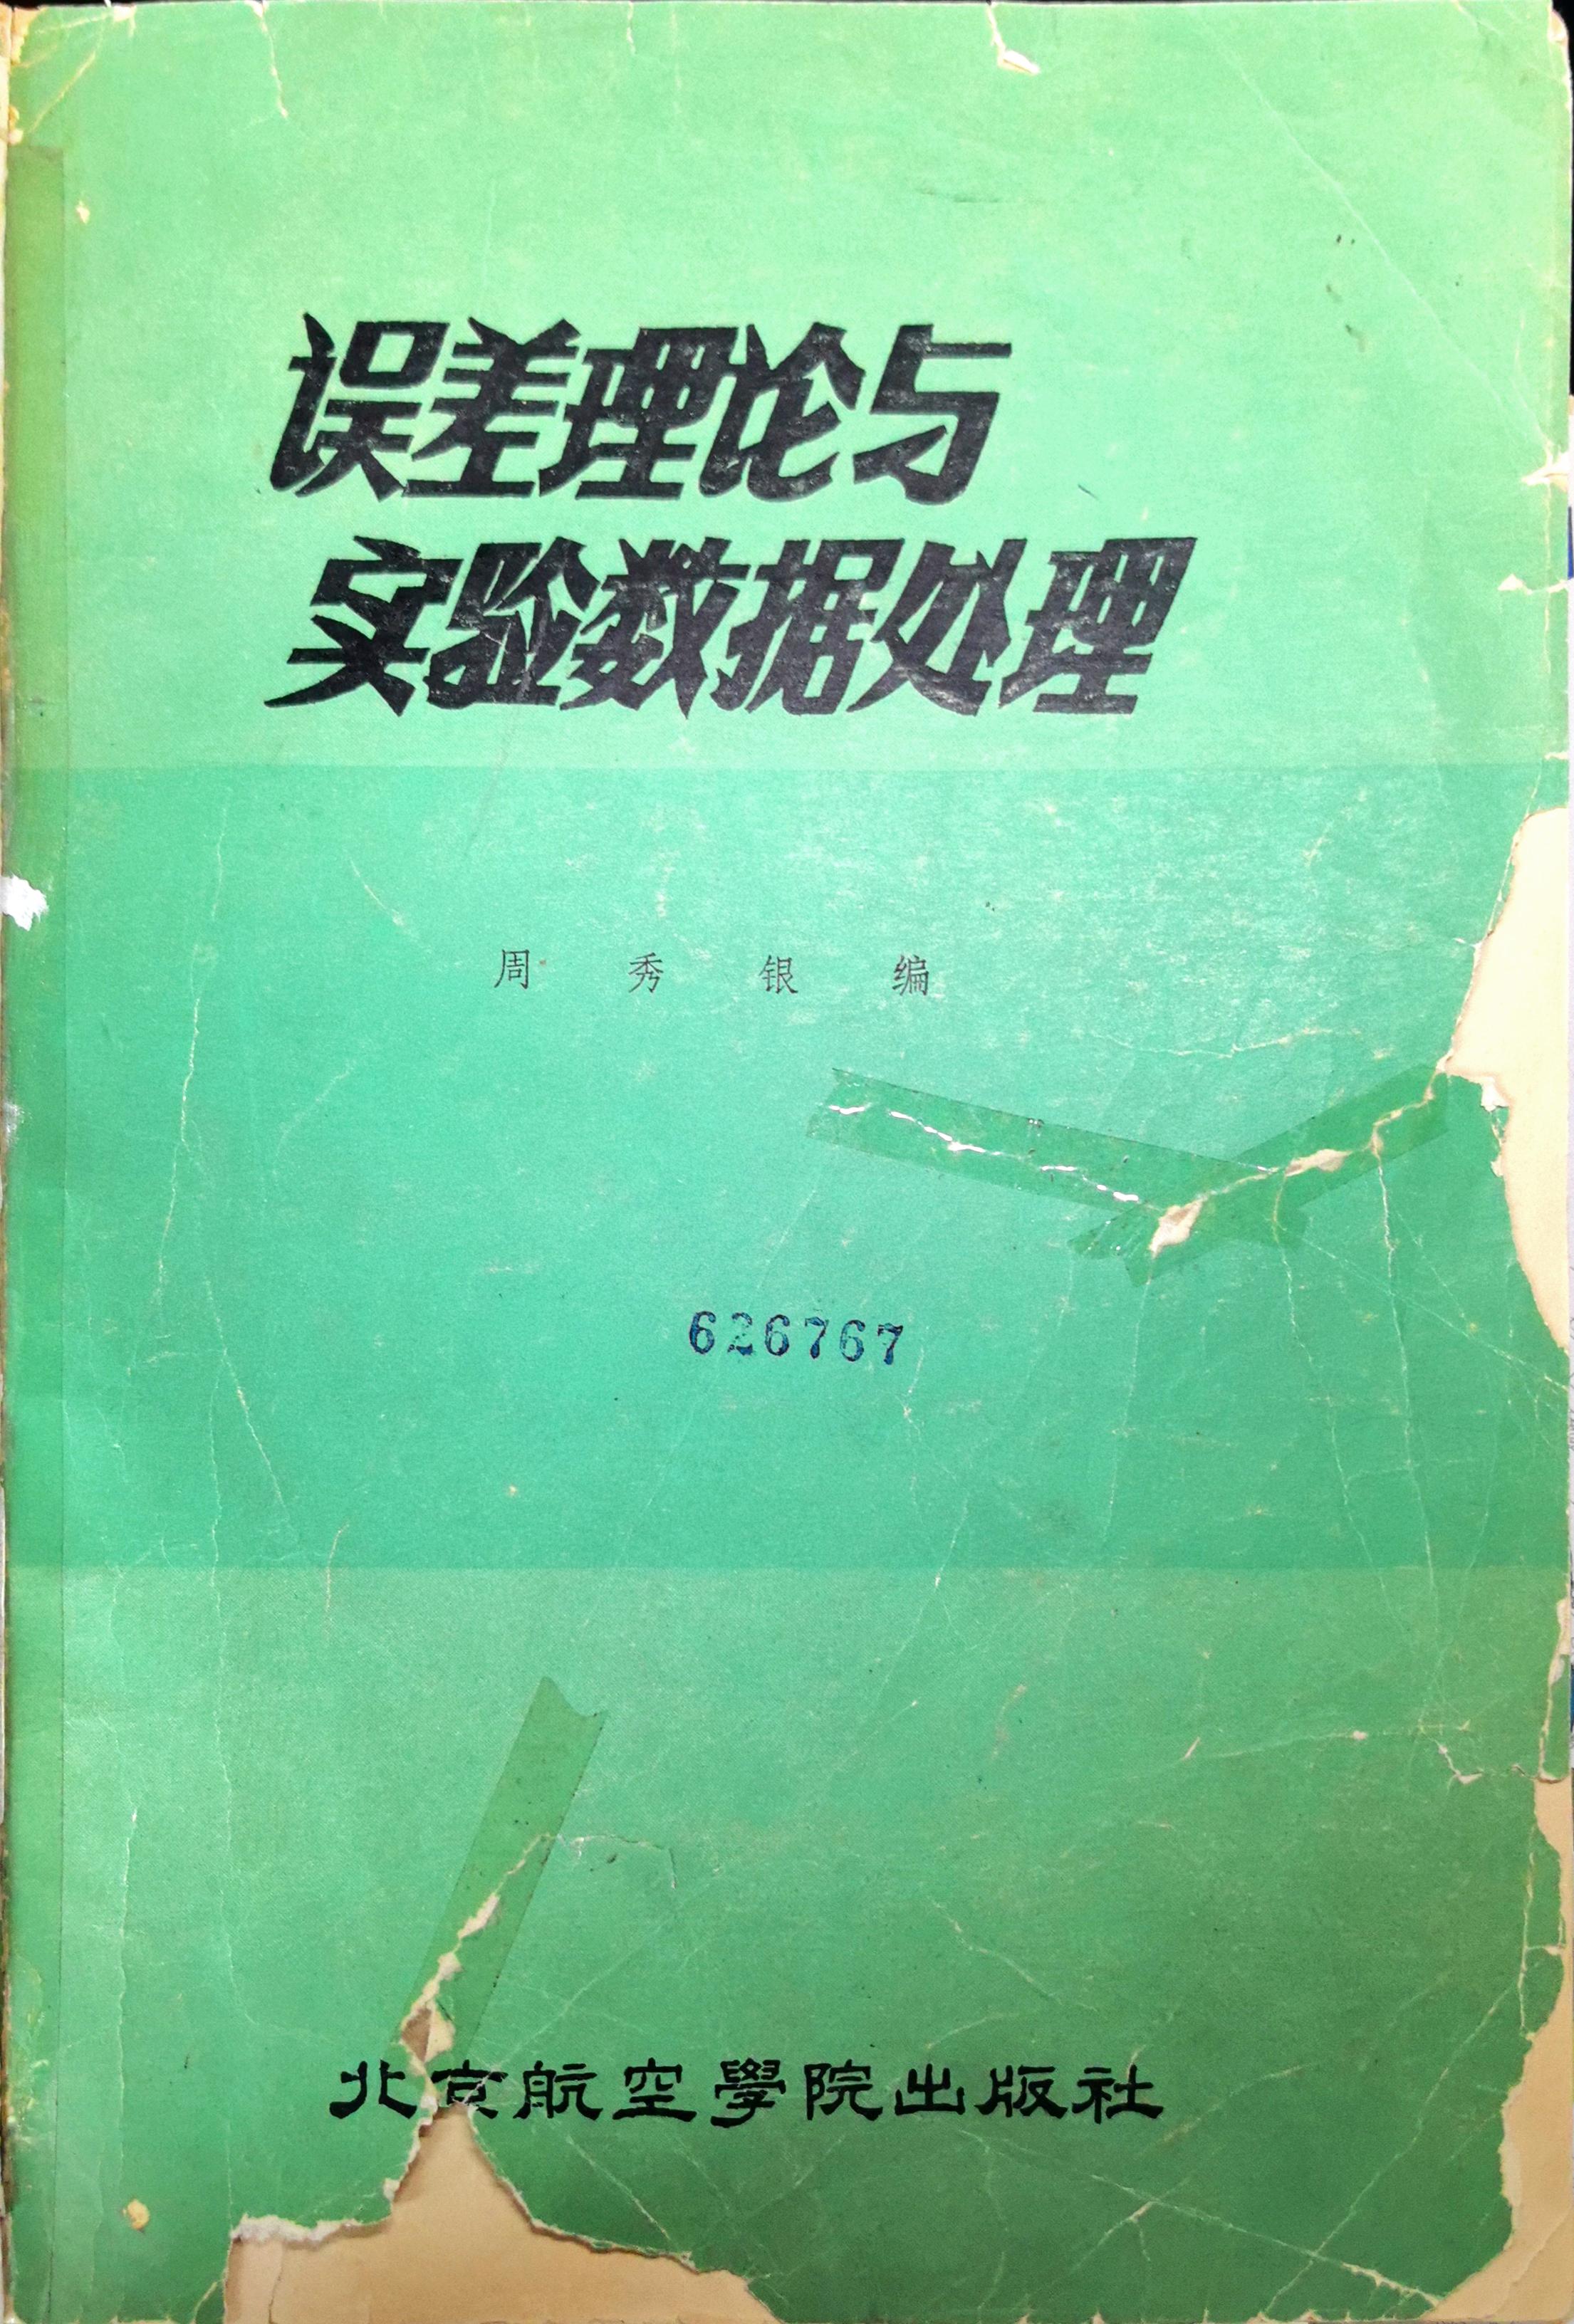 误差理论与
实验数据处理
周秀银编
626767
北京航空學院出版社